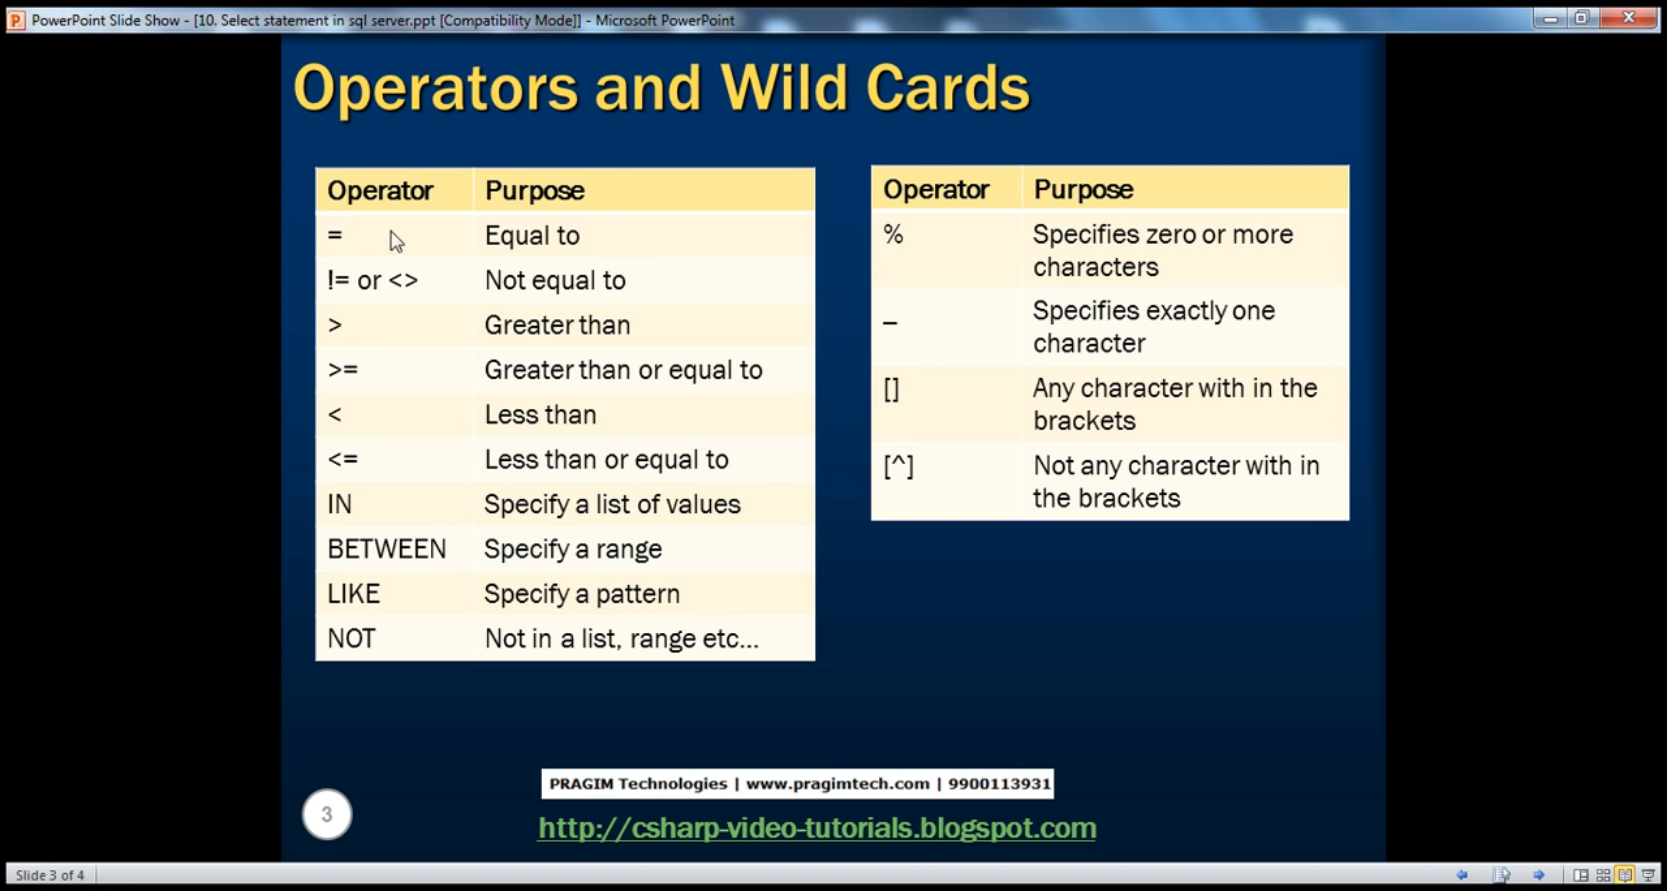 PowerPoint Slide Show - [10. Select statement in sql server.ppt [Compatibility Mode]] - Microsoft PowerPoint
Operators and Wild Cards
Operator Purpose
= Equal to
!= or <> Not equal to
> Greater than
>= Greater than or equal to
< Less than
<= Less than or equal to
IN Specify a list of values
BETWEEN Specify a range
LIKE Specify a pattern
NOT Not in a list, range etc...
Operator Purpose
% Specifies zero or more
characters
_ Specifies exactly one
character
[] Any character with in the
brackets
[^] Not any character with in
the brackets
PRAGIM Technologies | www.pragimtech.com | 9900113931
3
http://csharp-video-tutorials.blogspot.com
Slide 3 of 4